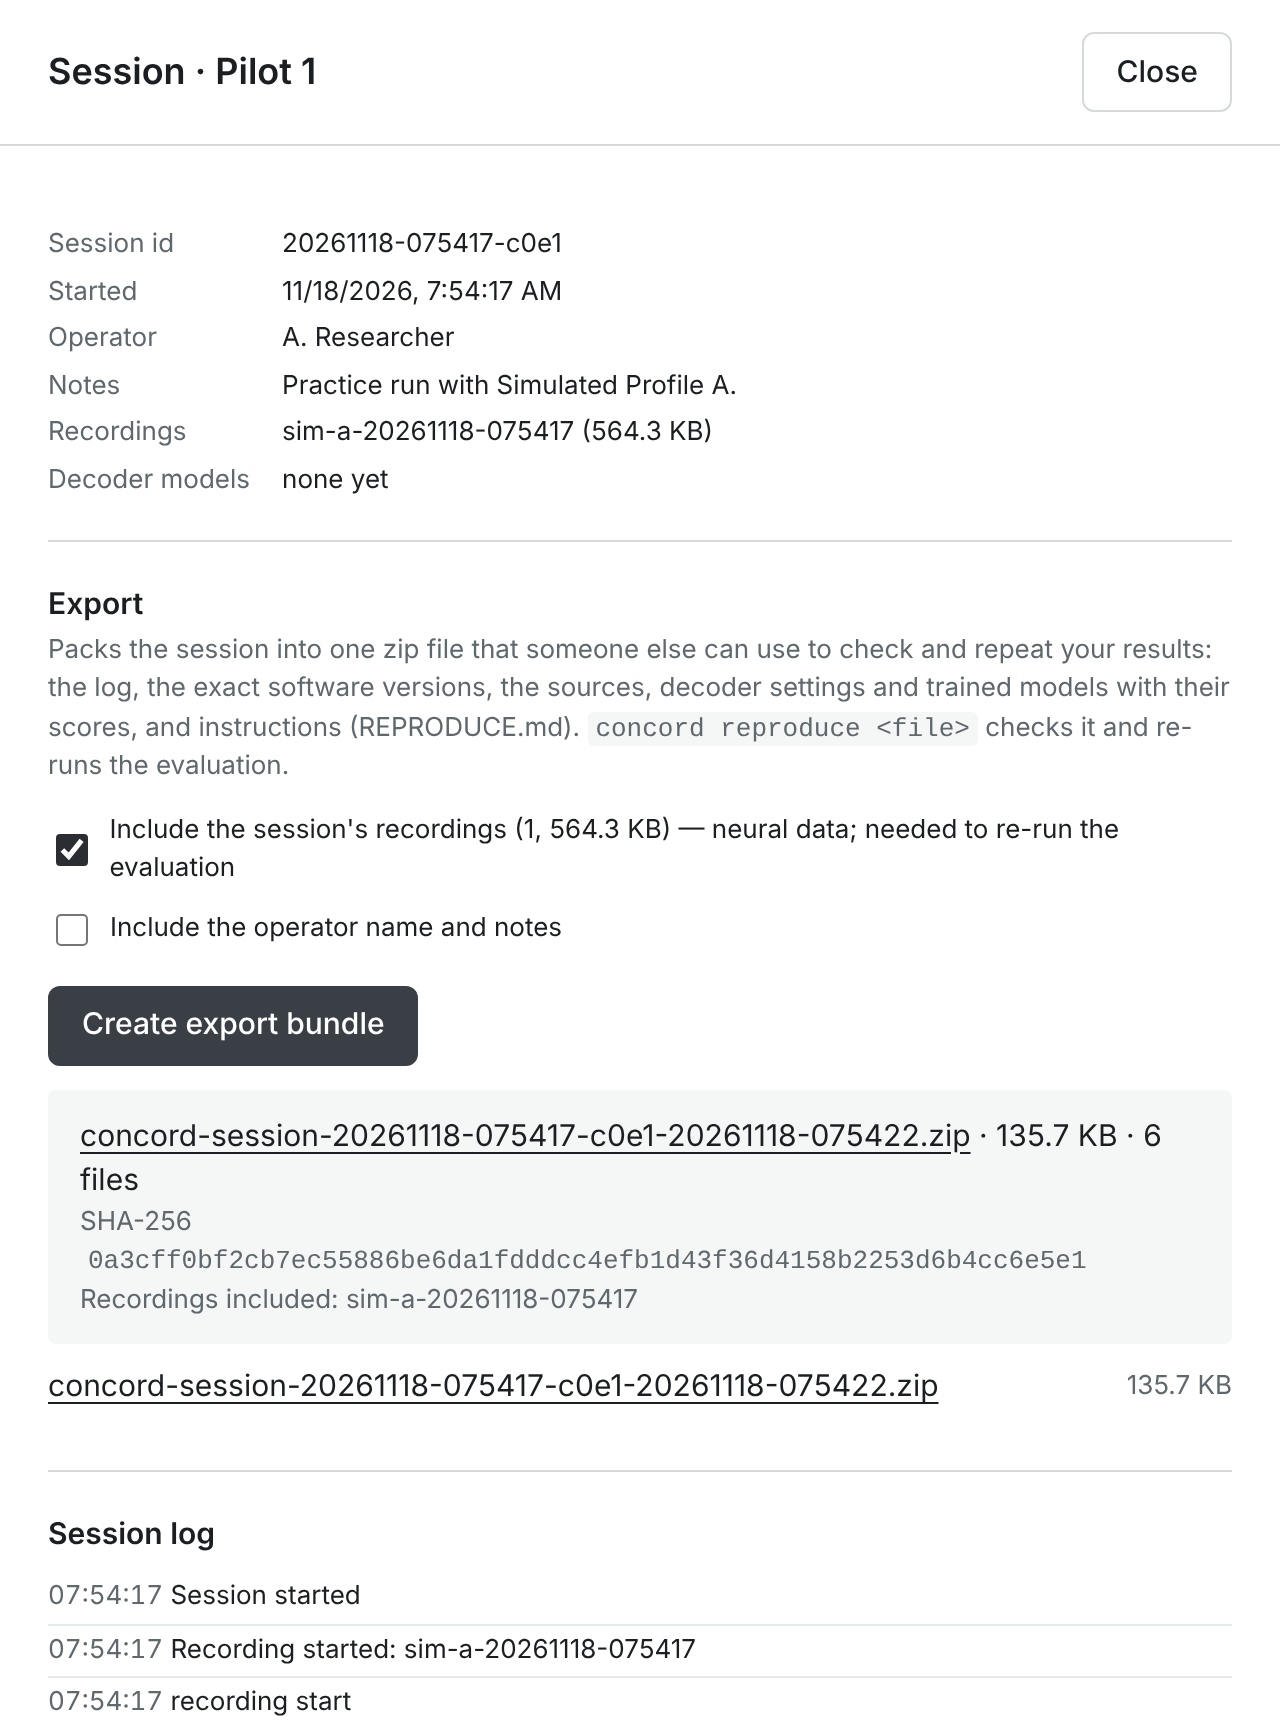 Session · Pilot 1
Close
Session id 20261118-075417-c0e1
Started 11/18/2026, 7:54:17 AM
Operator A. Researcher
Notes Practice run with Simulated Profile A.
Recordings sim-a-20261118-075417 (564.3 KB)
Decoder models none yet
Export
Packs the session into one zip file that someone else can use to check and repeat your results:
the log, the exact software versions, the sources, decoder settings and trained models with their
scores, and instructions (REPRODUCE.md). concord reproduce <file> checks it and re-
runs the evaluation.
Include the session's recordings (1, 564.3 KB) — neural data; needed to re-run the
evaluation
Include the operator name and notes
Create export bundle
concord-session-20261118-075417-c0e1-20261118-075422.zip · 135.7 KB · 6
files
SHA-256
0a3cff0bf2cb7ec55886be6da1fdddcc4efb1d43f36d4158b2253d6b4cc6e5e1
Recordings included: sim-a-20261118-075417
concord-session-20261118-075417-c0e1-20261118-075422.zip 135.7 KB
Session log
07:54:17 Session started
07:54:17 Recording started: sim-a-20261118-075417
07:54:17 recording start